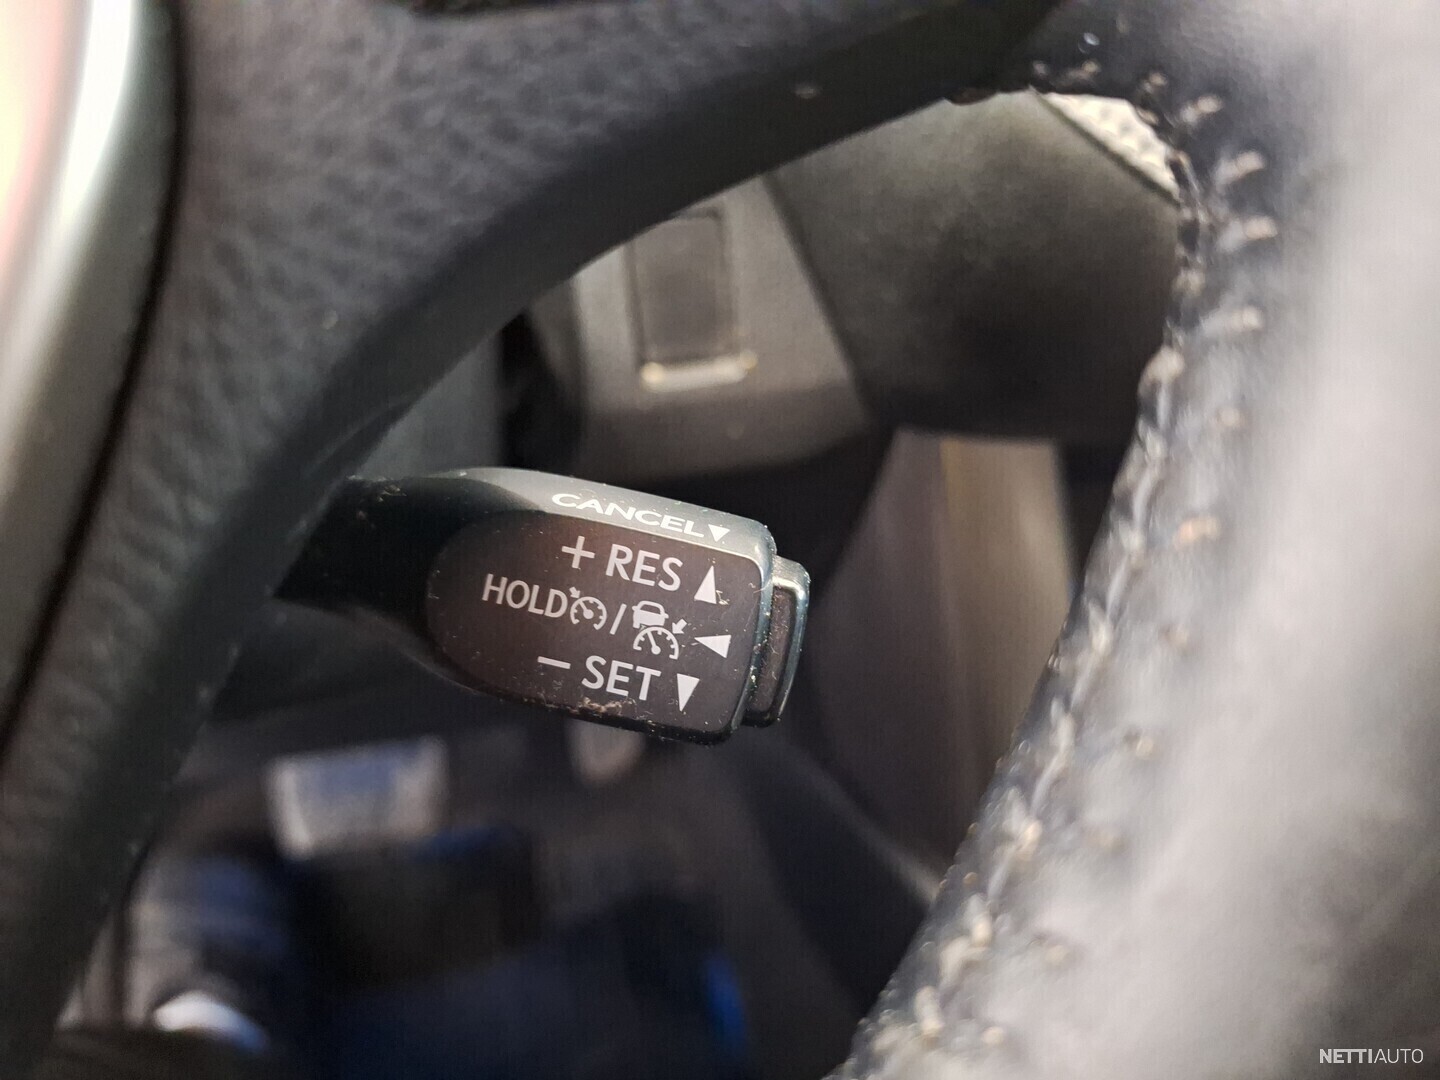 CANCEL
+ RES
HOLD /
- SET
NETTIAUTO